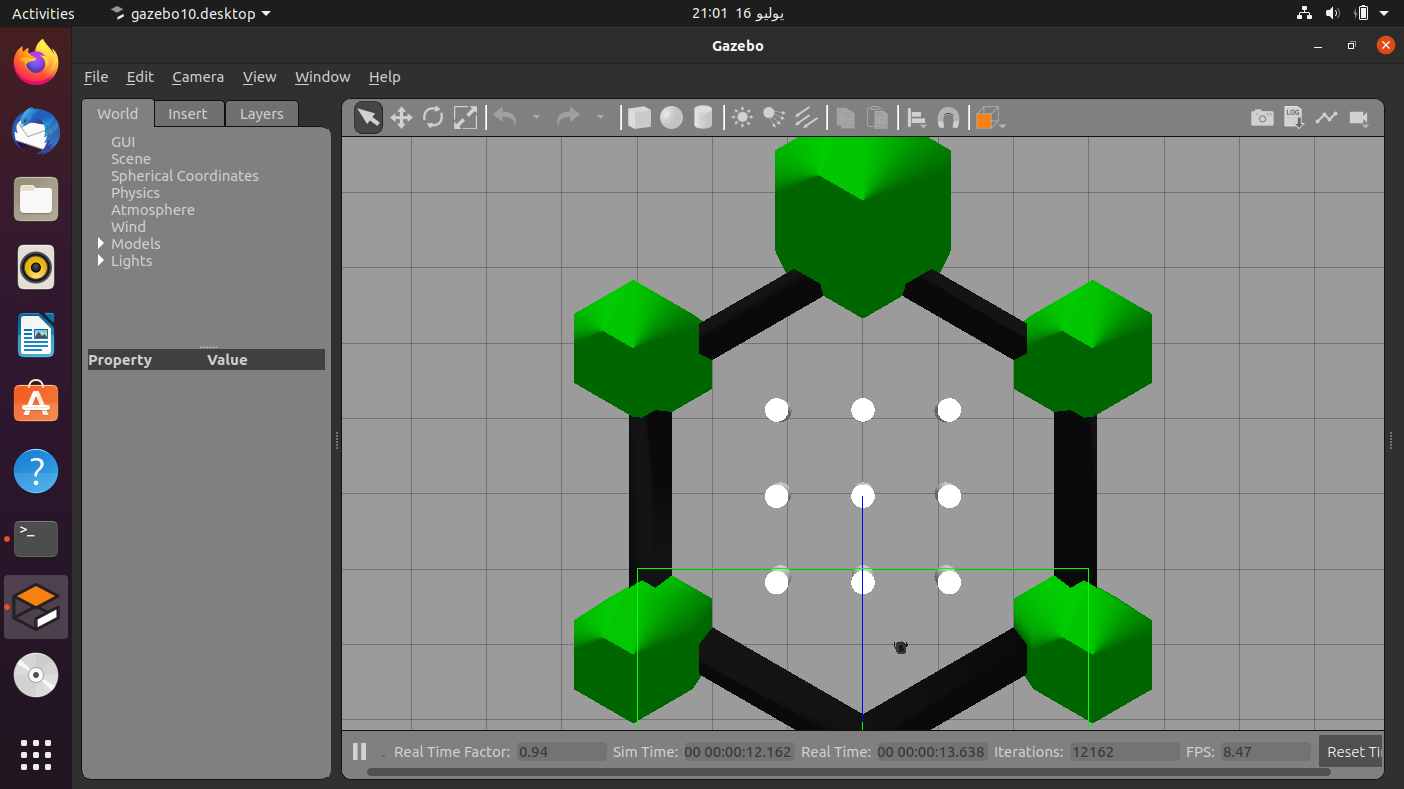 Activities gazebo10.desktop 21:01 16 يوليو
Gazebo
File Edit Camera View Window Help
World Insert Layers
LOG
GUI
Scene
Spherical Coordinates
Physics
Atmosphere
Wind
Models
Lights
Property Value
>_
Real Time Factor: 0.94 Sim Time: 00 00:00:12.162 Real Time: 00 00:00:13.638 Iterations: 12162 FPS: 8.47 Reset Ti